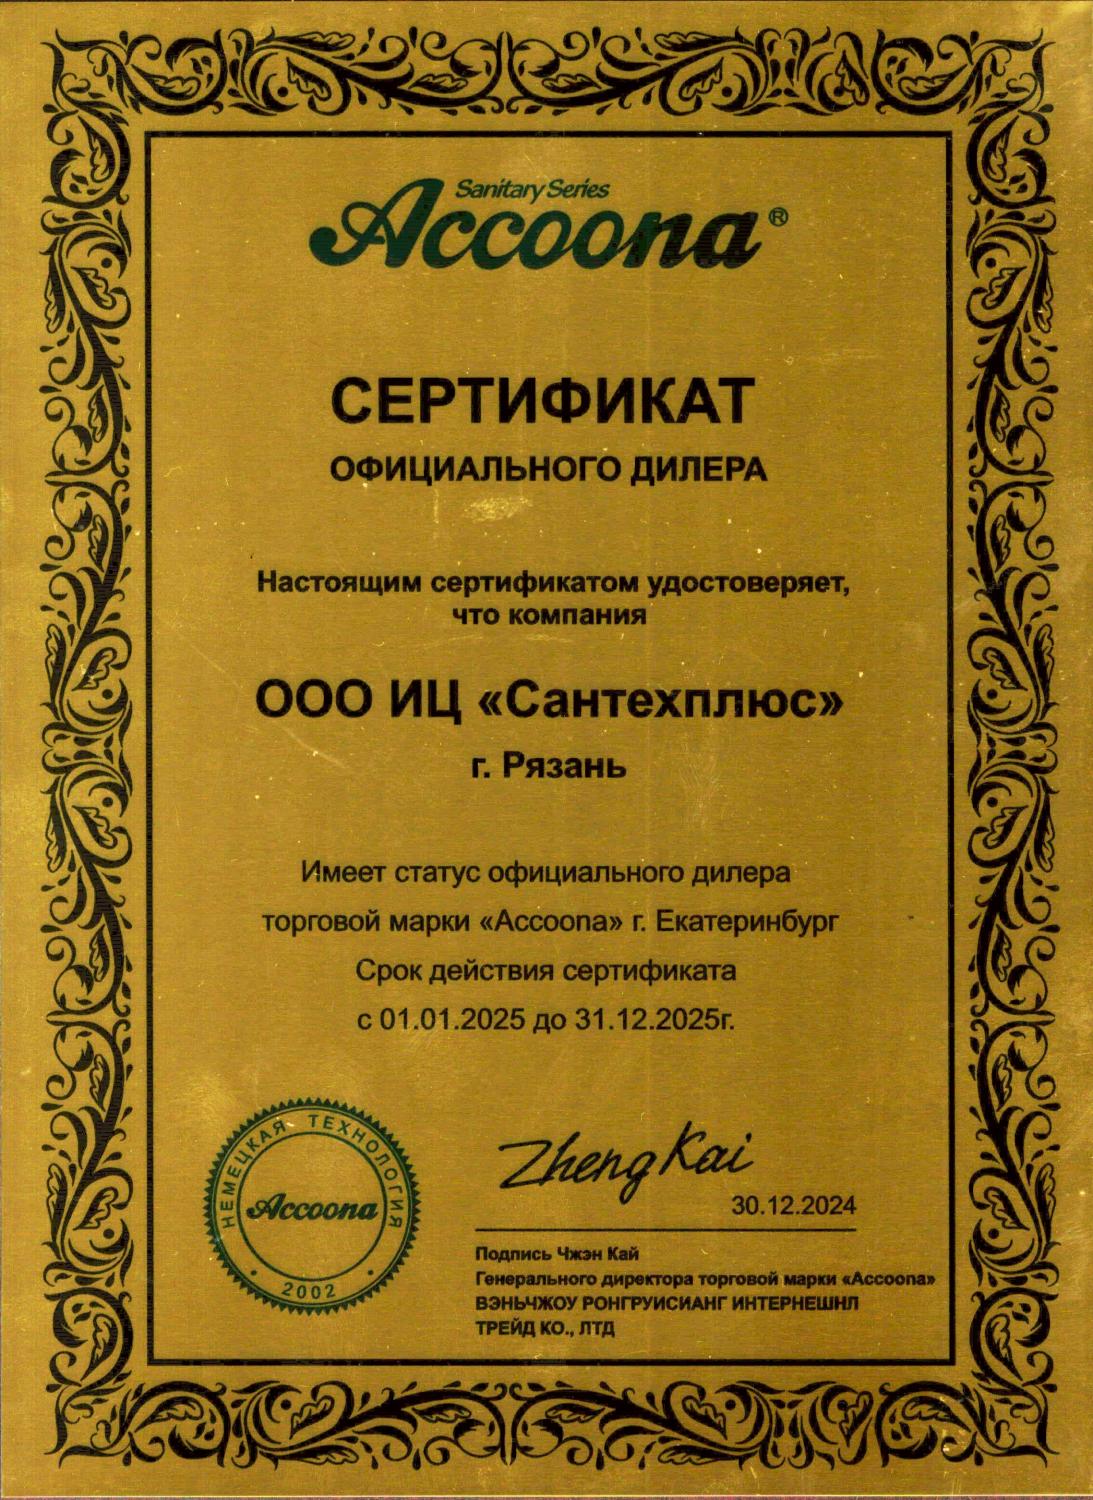 Sanitary Series
Accoona®
СЕРТИФИКАТ
ОФИЦИАЛЬНОГО ДИЛЕРА
Настоящим сертификатом удостоверяет,
что компания
ООО ИЦ «Сантехплюс»
г. Рязань
Имеет статус официального дилера
торговой марки «Accoona» г. Екатеринбург
Срок действия сертификата
с 01.01.2025 до 31.12.2025г.
НЕМЕЦКАЯ ТЕХНОЛОГИЯ
Accoona
• 2002 •
Zheng Kai
30.12.2024
Подпись Чжэн Кай
Генерального директора торговой марки «Accoona»
ВЭНЬЧЖОУ РОНГРУИСИАНГ ИНТЕРНЕШНЛ
ТРЕЙД КО., ЛТД